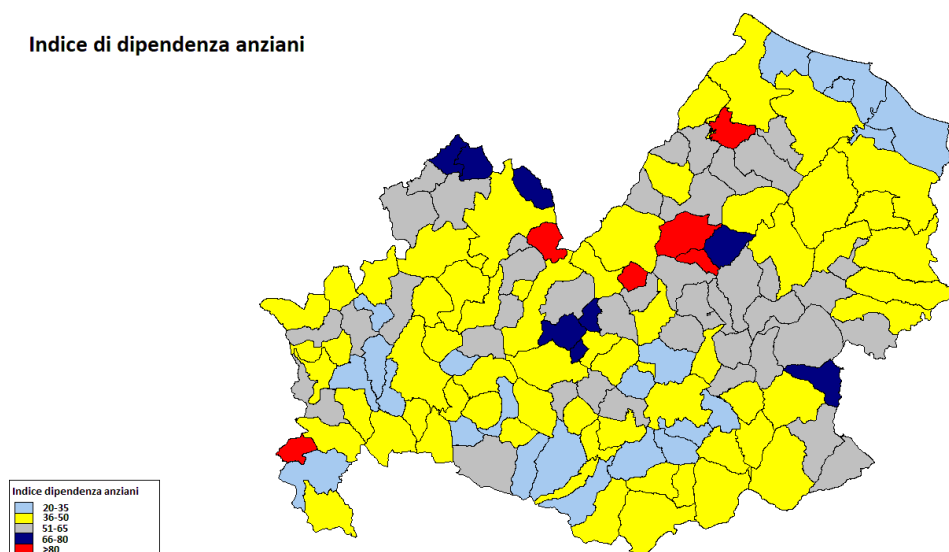 Indice di dipendenza anziani
Indice dipendenza anziani
20-35
36-50
51-65
66-80
>80